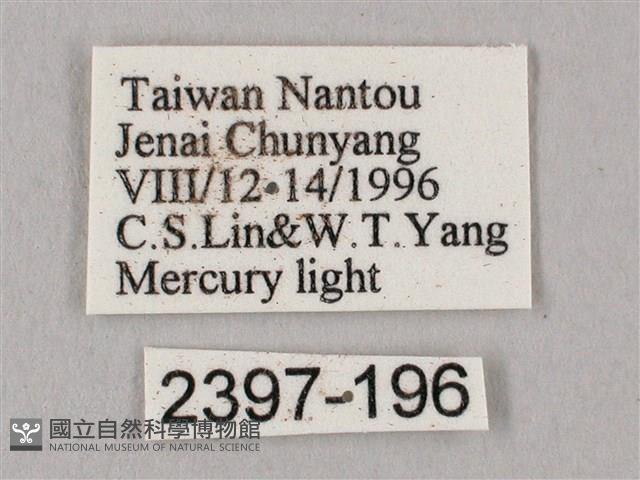 Taiwan Nantou
Jenai Chunyang
VIII/12-14/1996
C.S.Lin&W.T.Yang
Mercury light
2397-196
國立自然科學博物館
NATIONAL MUSEUM OF NATURAL SCIENCE